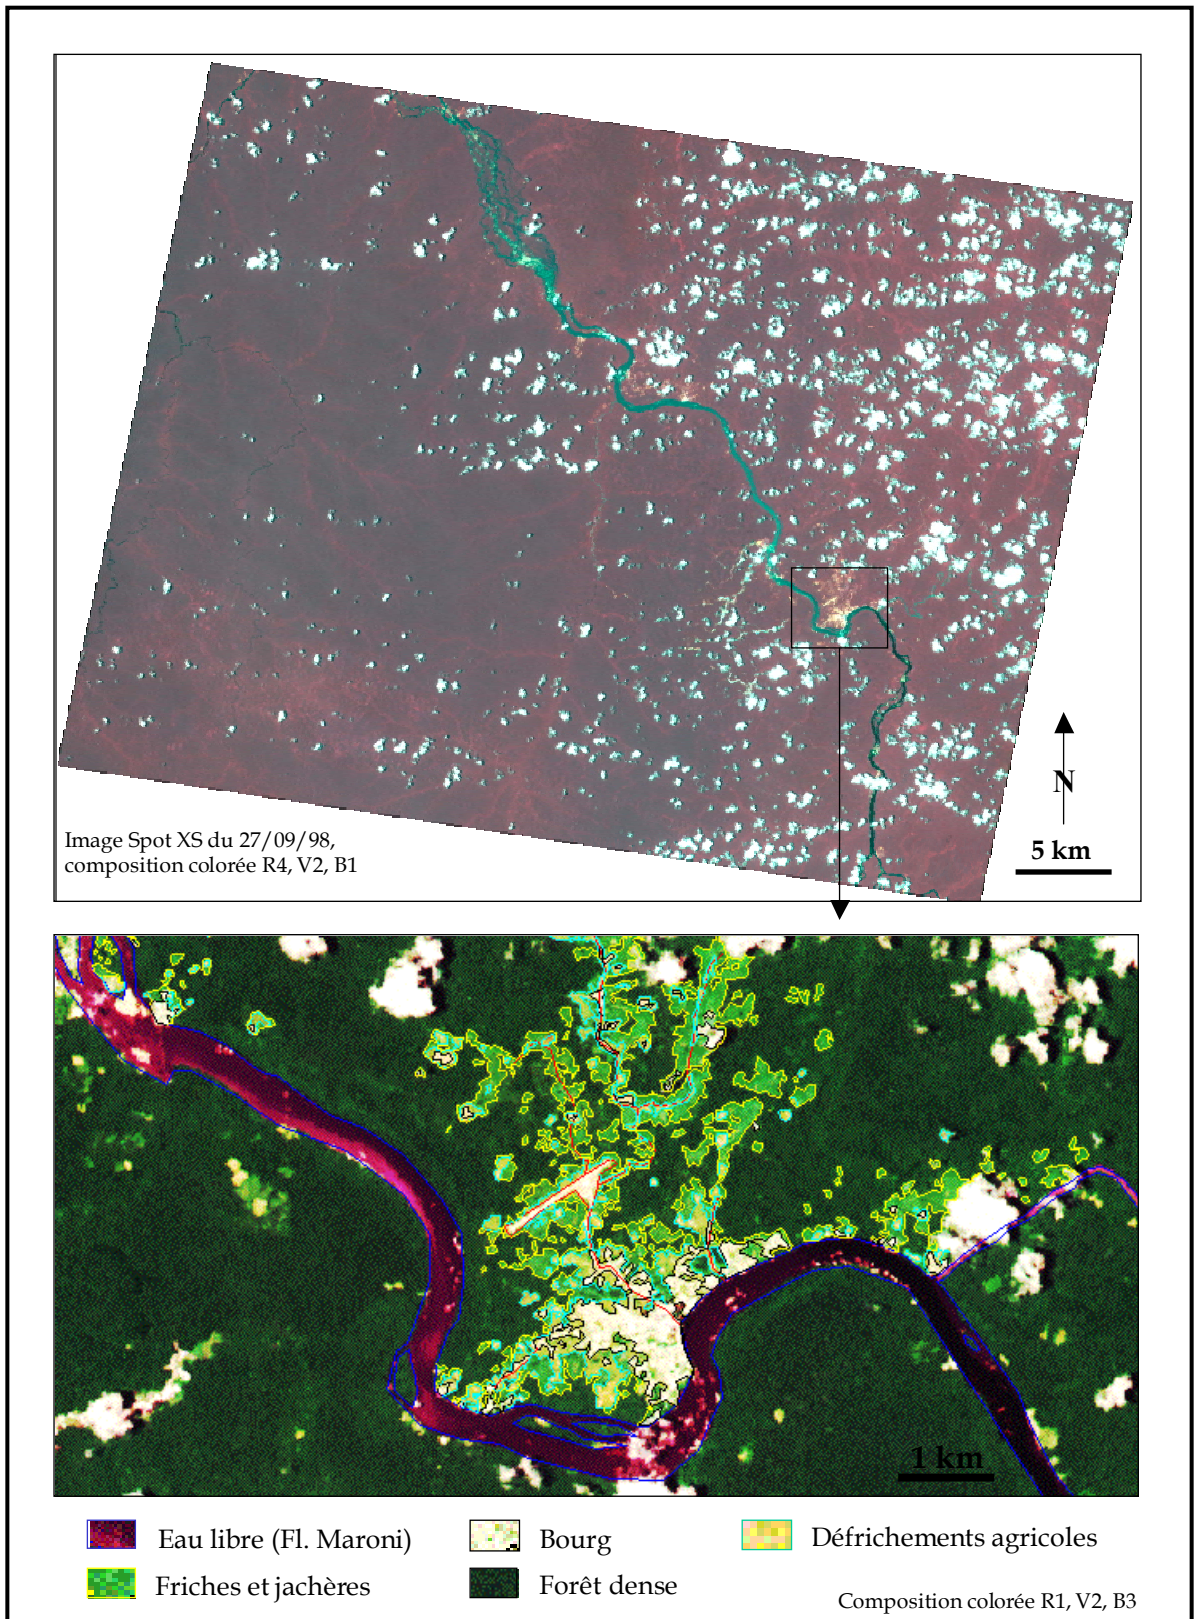 Image Spot XS du 27/09/98,
composition colorée R4, V2, B1
N
5 km
1 km
Eau libre (Fl. Maroni)
Bourg
Défrichements agricoles
Friches et jachères
Forêt dense
Composition colorée R1, V2, B3